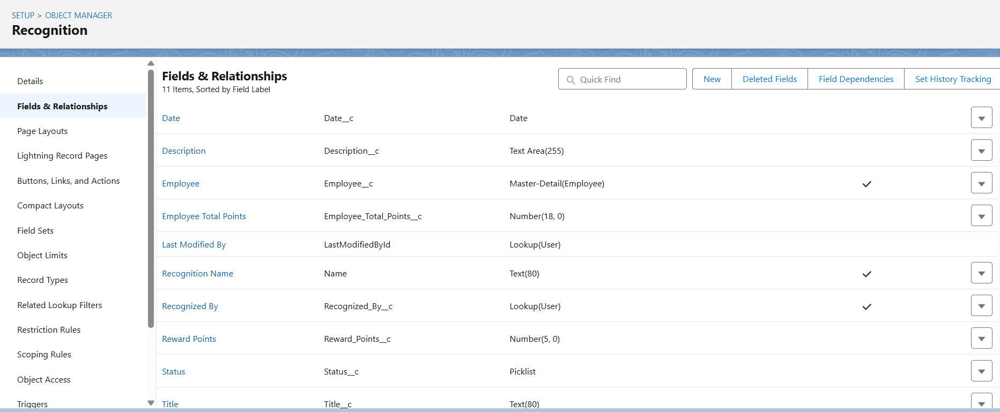 SETUP > OBJECT MANAGER
Recognition
Details
Fields & Relationships
Page Layouts
Lightning Record Pages
Buttons, Links, and Actions
Compact Layouts
Field Sets
Object Limits
Record Types
Related Lookup Filters
Restriction Rules
Scoping Rules
Object Access
Triggers
Fields & Relationships
11 Items, Sorted by Field Label
Quick Find
New
Deleted Fields
Field Dependencies
Set History Tracking
Date Date__c Date
Description Description__c Text Area(255)
Employee Employee__c Master-Detail(Employee)
Employee Total Points Employee_Total_Points__c Number(18, 0)
Last Modified By LastModifiedById Lookup(User)
Recognition Name Name Text(80)
Recognized By Recognized_By__c Lookup(User)
Reward Points Reward_Points__c Number(5, 0)
Status Status__c Picklist
Title Title__c Text(80)